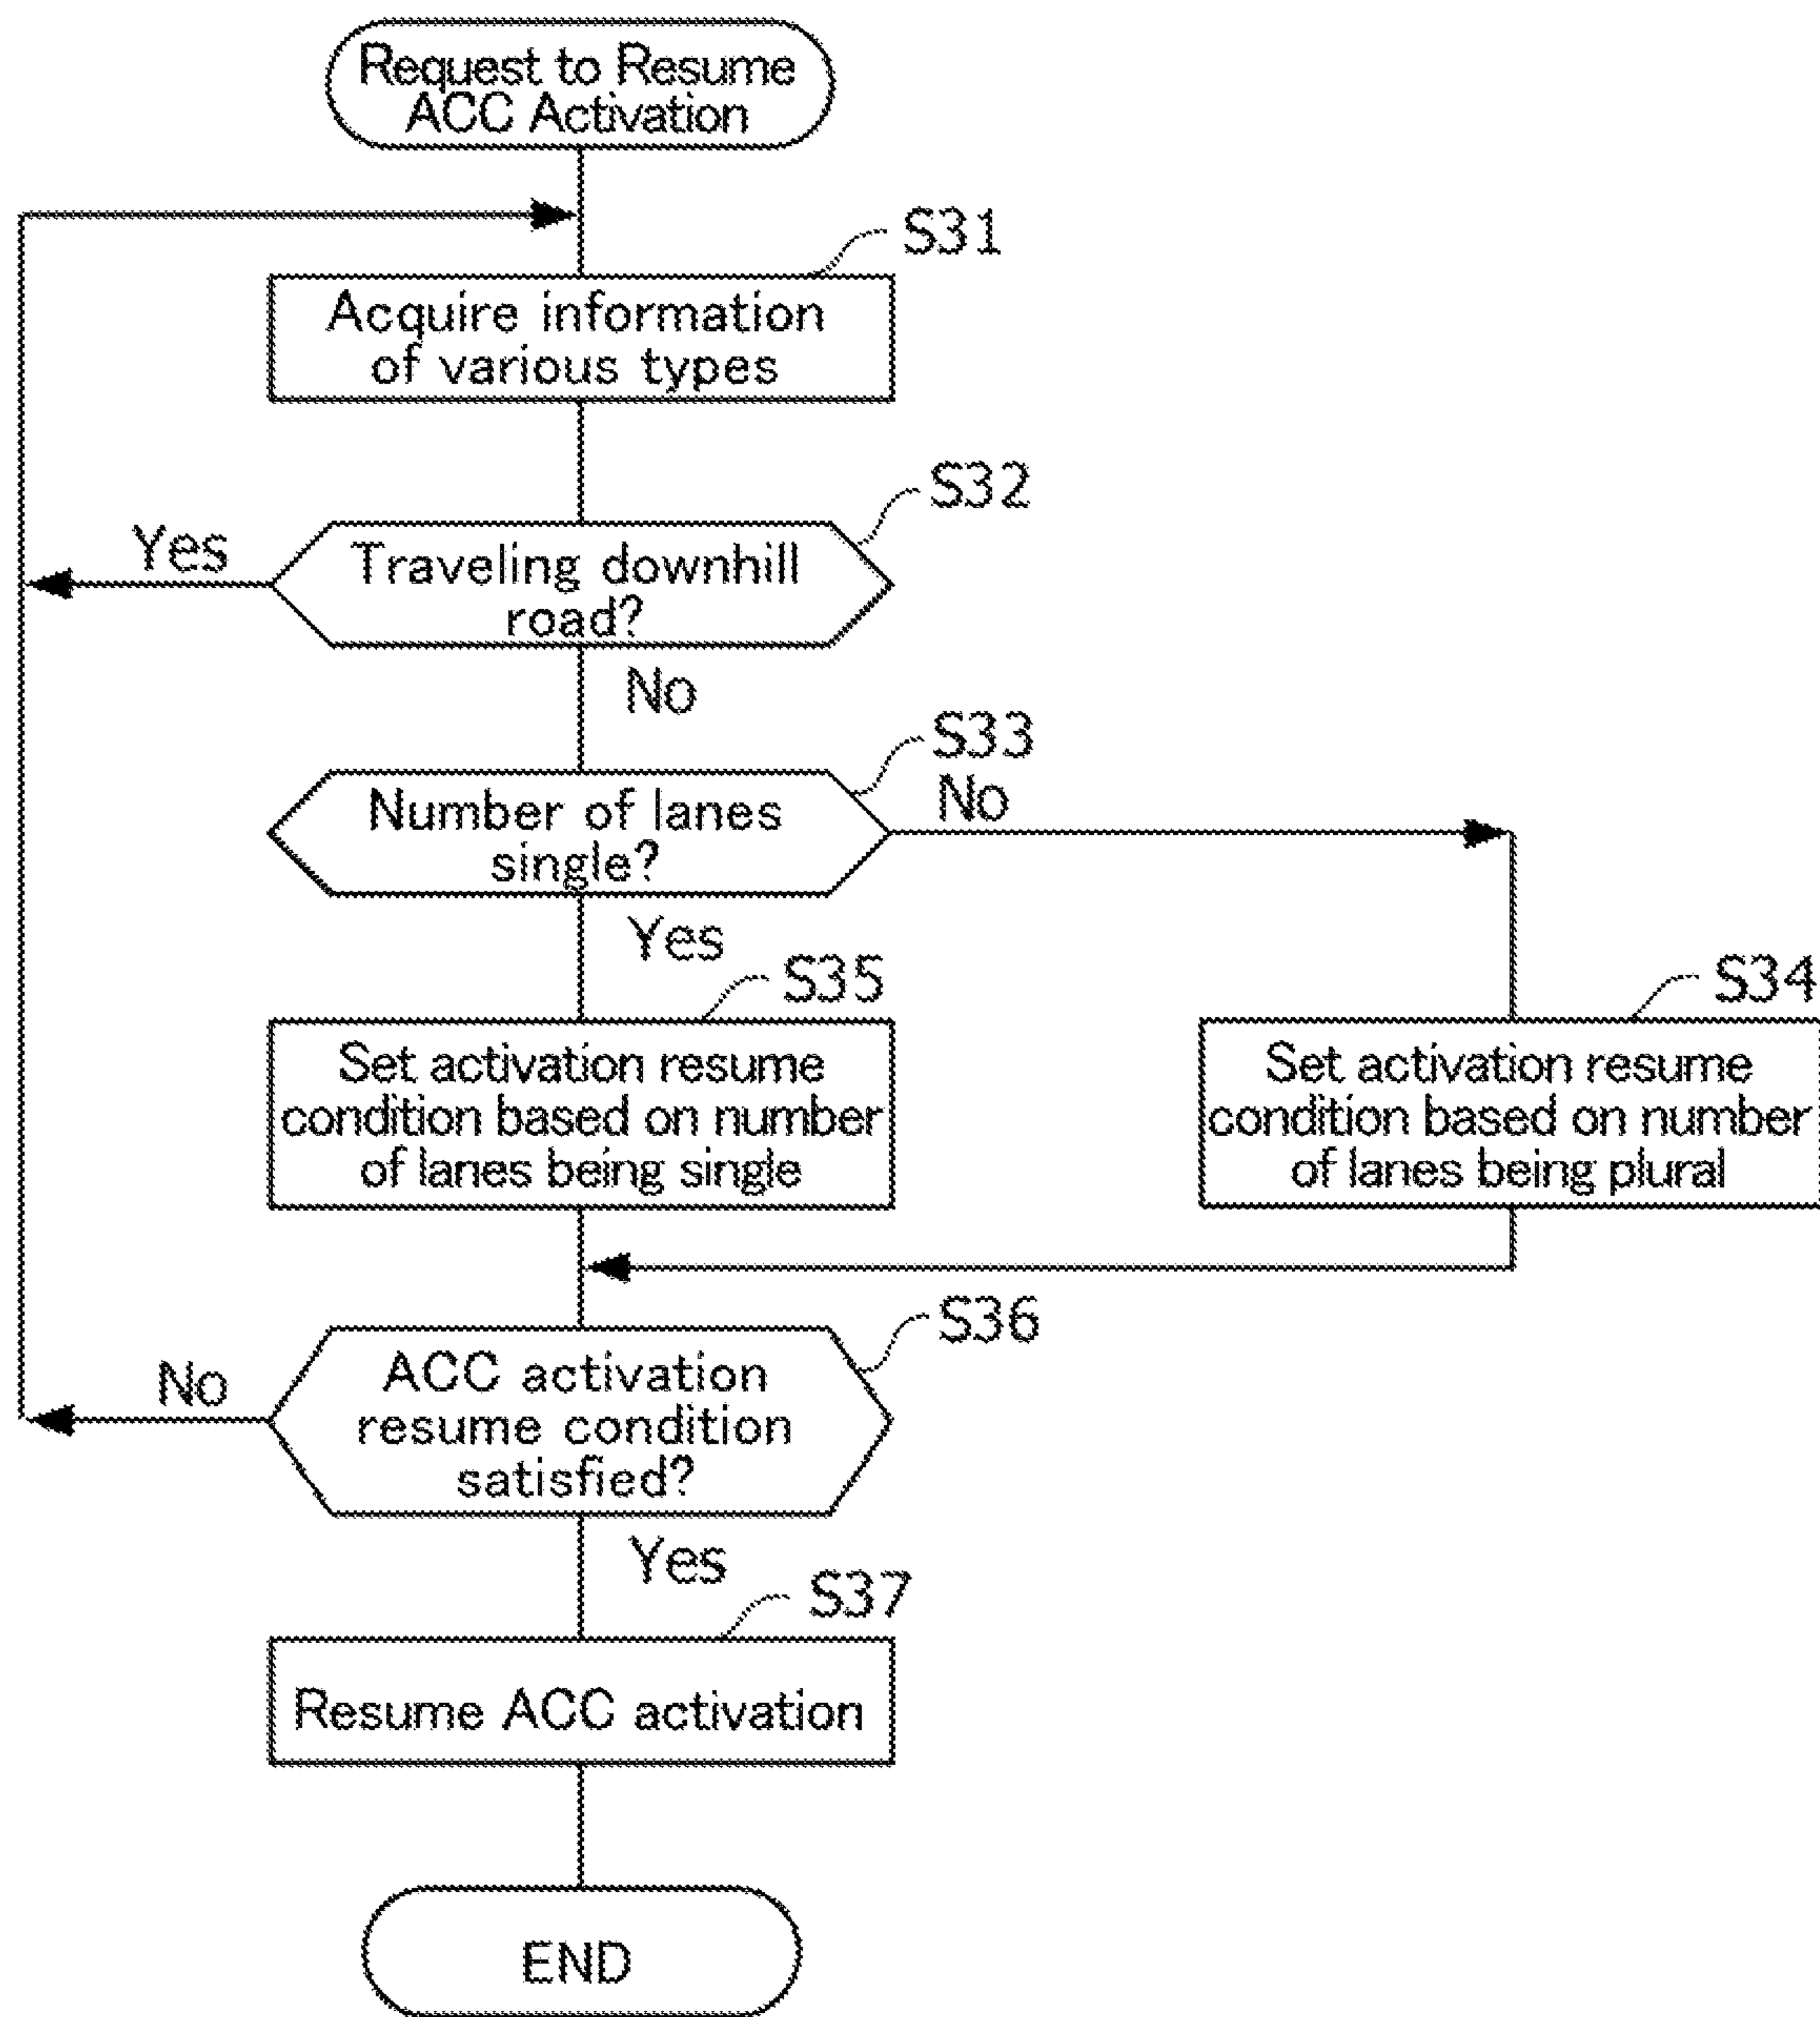 Request to Resume
ACC Activation
S31
Acquire information
of various types
S32
Yes
Traveling downhill
road?
No
S33
Number of lanes
single?
No
Yes
S35
Set activation resume
condition based on number
of lanes being single
S34
Set activation resume
condition based on number
of lanes being plural
S36
No
ACC activation
resume condition
satisfied?
Yes
S37
Resume ACC activation
END